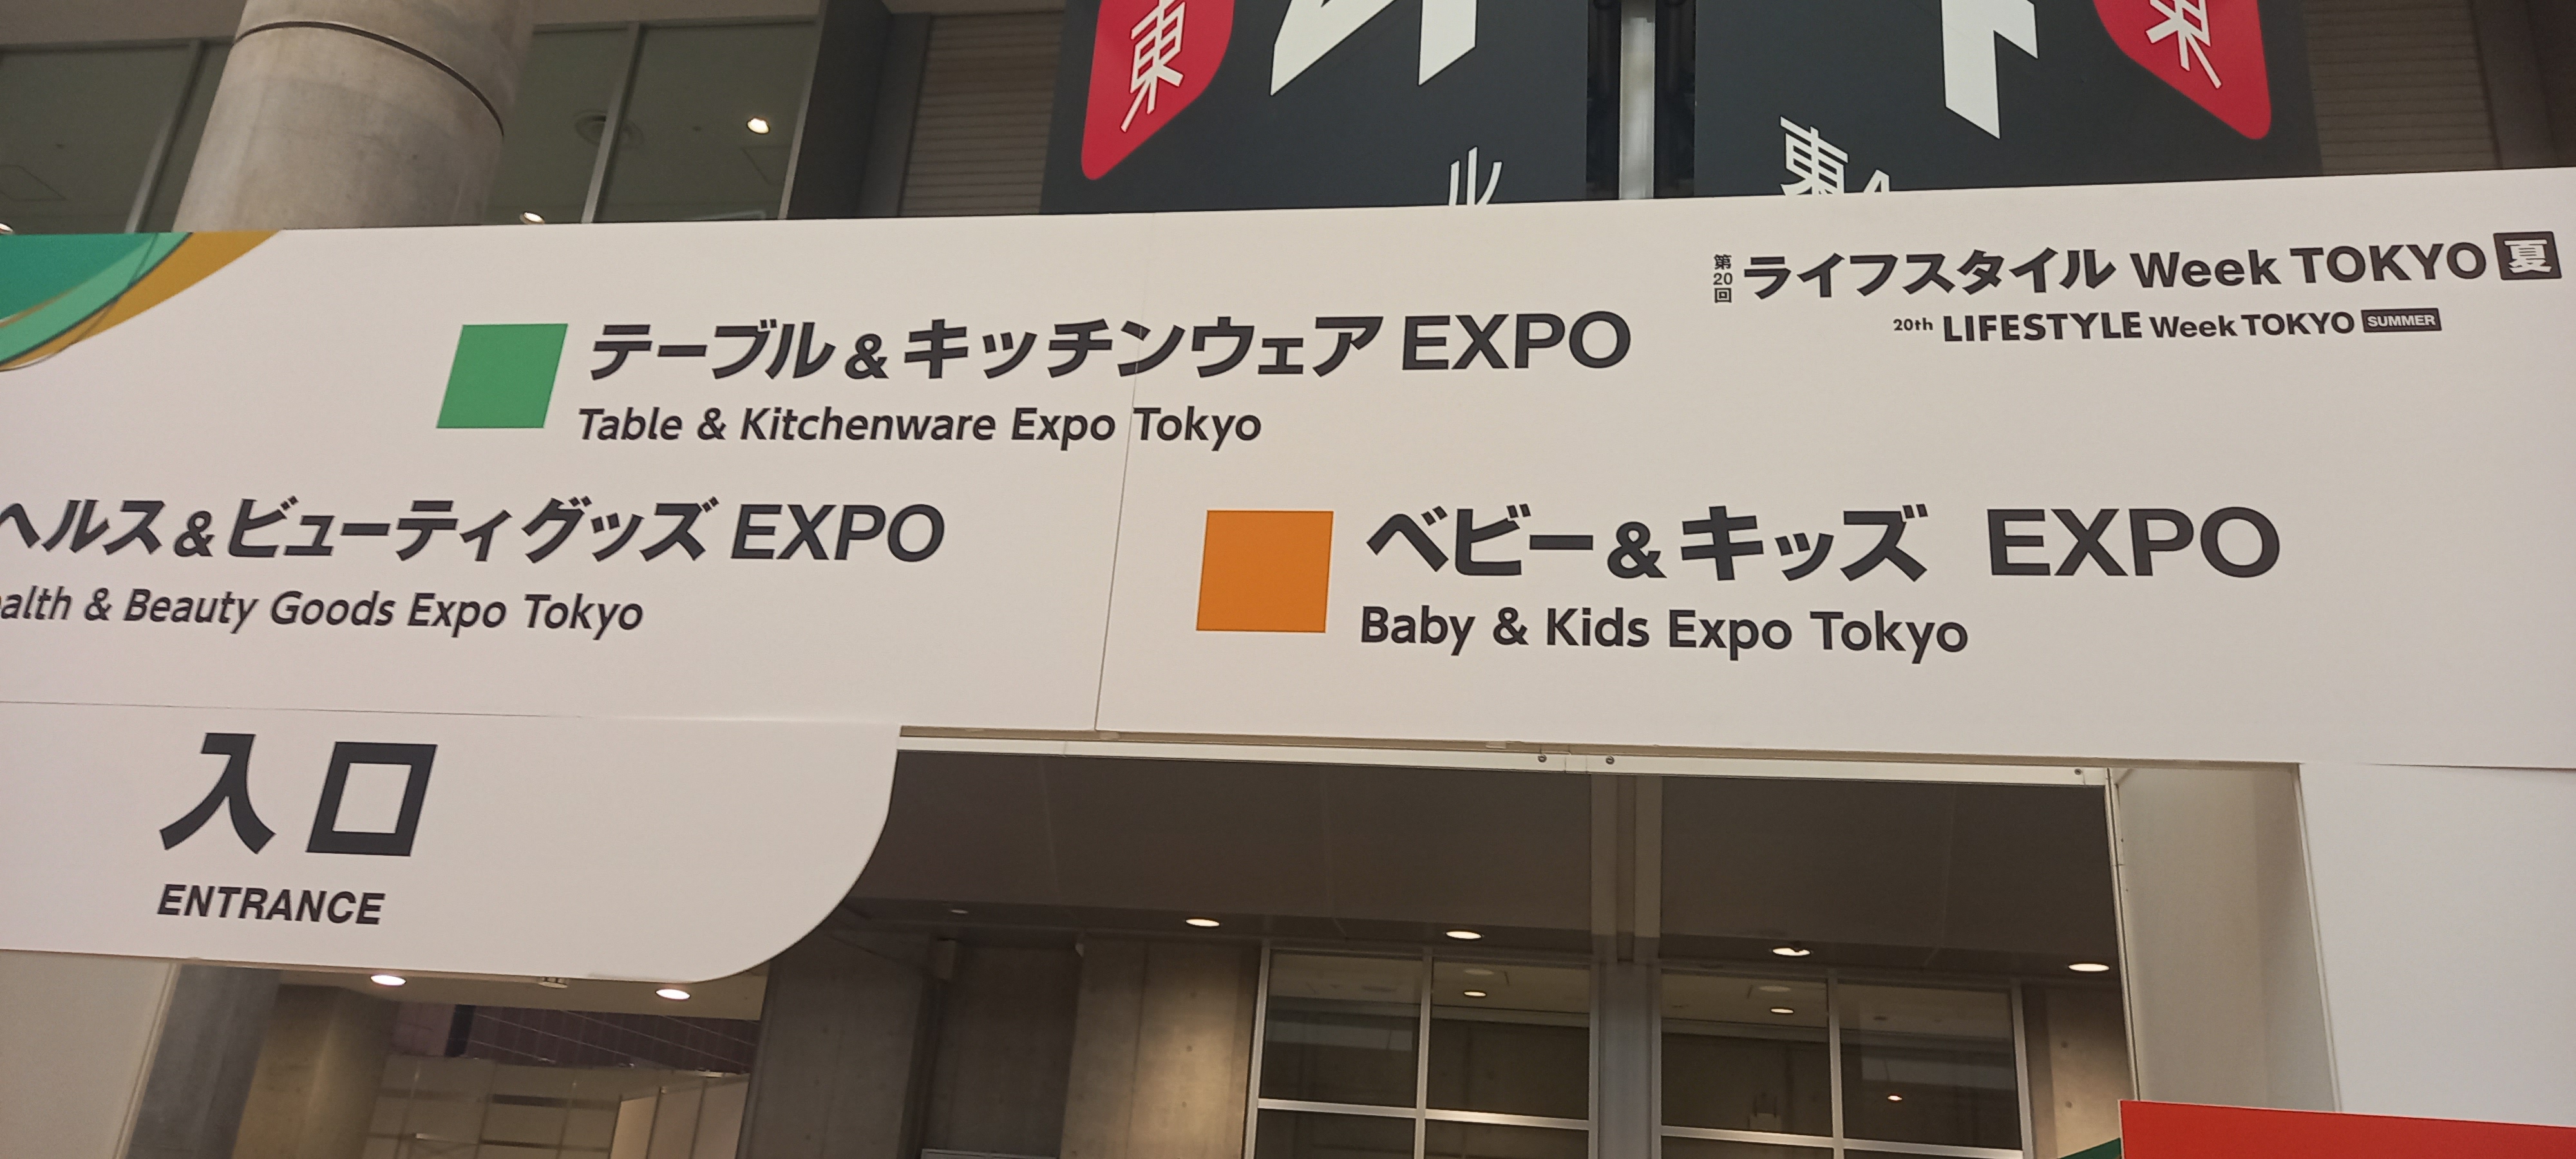 東
東
東
第20回 ライフスタイル Week TOKYO 夏
20th LIFESTYLE Week TOKYO SUMMER
テーブル&キッチンウェア EXPO
Table & Kitchenware Expo Tokyo
ヘルス&ビューティグッズ EXPO
alth & Beauty Goods Expo Tokyo
ベビー&キッズ EXPO
Baby & Kids Expo Tokyo
入口
ENTRANCE